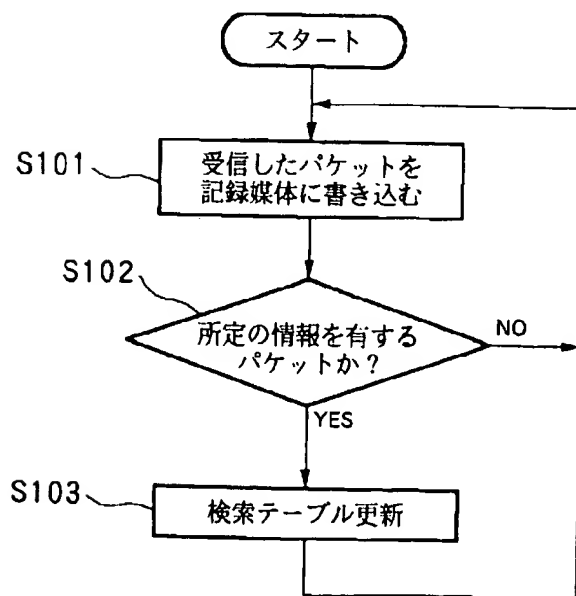 スタート
S101
受信したパケットを
記録媒体に書き込む
S102
所定の情報を有する
パケットか？
NO
YES
S103
検索テーブル更新